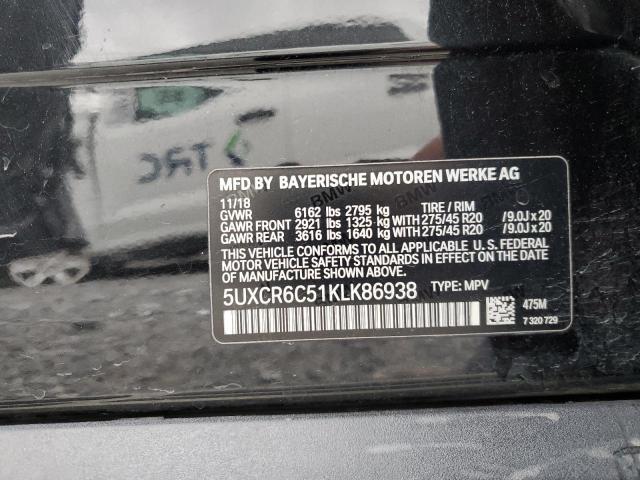 MFD BY BAYERISCHE MOTOREN WERKE AG
11/18
GVWR 6162 lbs 2795 kg TIRE / RIM
GAWR FRONT 2921 lbs 1325 kg WITH 275/45 R20 /9.0J x 20
GAWR REAR 3616 lbs 1640 kg WITH 275/45 R20 /9.0J x 20
THIS VEHICLE CONFORMS TO ALL APPLICABLE U.S. FEDERAL
MOTOR VEHICLE SAFETY STANDARDS IN EFFECT ON THE DATE
OF MANUFACTURE SHOWN ABOVE.
5UXCR6C51KLK86938 TYPE: MPV
475M
7 320 729